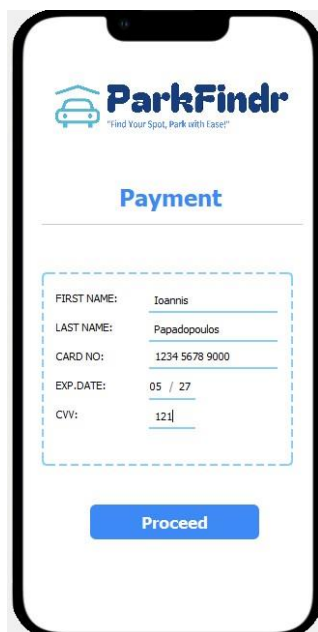 ParkFindr
"Find Your Spot, Park with Ease!"
Payment
FIRST NAME: Ioannis
LAST NAME: Papadopoulos
CARD NO: 1234 5678 9000
EXP.DATE: 05 / 27
CVV: 121
Proceed